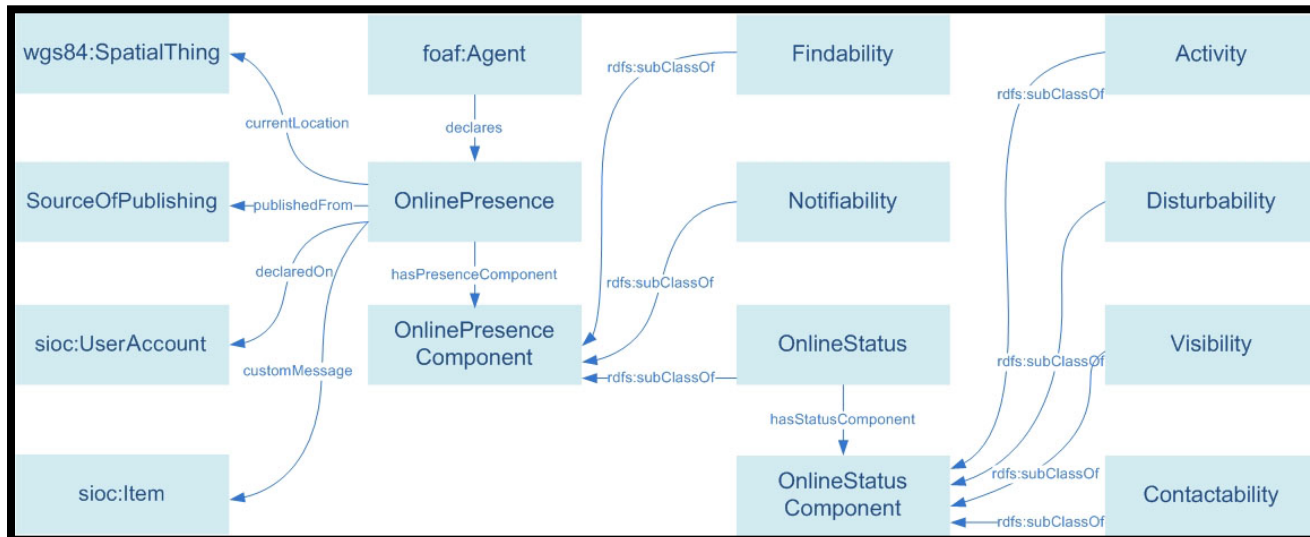 wgs84:SpatialThing
foaf:Agent
Findability
Activity
rdfs:subClassOf
rdfs:subClassOf
currentLocation
declares
SourceOfPublishing
publishedFrom
OnlinePresence
Notifiability
Disturbability
declaredOn
hasPresenceComponent
rdfs:subClassOf
sioc:UserAccount
OnlinePresence
Component
OnlineStatus
Visibility
rdfs:subClassOf
customMessage
rdfs:subClassOf
hasStatusComponent
sioc:Item
OnlineStatus
Component
rdfs:subClassOf
Contactability
rdfs:subClassOf